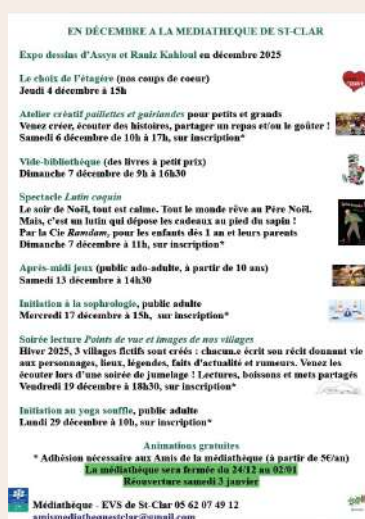 EN DÉCEMBRE A LA MEDIATHEQUE DE ST-CLAR
Expo dessins d'Assya et Raniz Kahloul en décembre 2025
Le choix de l'étagère (nos coups de coeur)
Jeudi 4 décembre à 15h
Atelier créatif paillettes et guirlandes pour petits et grands
Venez créer, écouter des histoires, partager un repas et/ou le goûter !
Samedi 6 décembre de 10h à 17h, sur inscription*
Vide-bibliothèque (des livres à petit prix)
Dimanche 7 décembre de 9h à 16h30
Spectacle Lutin coquin
Le soir de Noël, tout est calme. Tout le monde rêve au Père Noël.
Mais, c'est un lutin qui dépose les cadeaux au pied du sapin !
Par la Cie Ramdam, pour les enfants dès 1 an et leurs parents
Dimanche 7 décembre à 11h, sur inscription*
Après-midi jeux (public ado-adulte, à partir de 10 ans)
Samedi 13 décembre à 14h30
Initiation à la sophrologie, public adulte
Mercredi 17 décembre à 15h, sur inscription*
Soirée lecture Points de vue et images de nos villages
Hiver 2025, 3 villages fictifs sont créés : chacun.e écrit son récit donnant vie
aux personnages, lieux, légendes, faits d'actualité et rumeurs. Venez les
écouter lors d'une soirée de jumelage ! Lectures, boissons et mets partagés
Vendredi 19 décembre à 18h30, sur inscription*
Initiation au yoga souffle, public adulte
Lundi 29 décembre à 10h, sur inscription*
Animations gratuites
* Adhésion nécessaire aux Amis de la médiathèque (à partir de 5€/an)
La médiathèque sera fermée du 24/12 au 02/01
Réouverture samedi 3 janvier
Médiathèque - EVS de St-Clar 05 62 07 49 12
amismediathequestclar@gmail.com